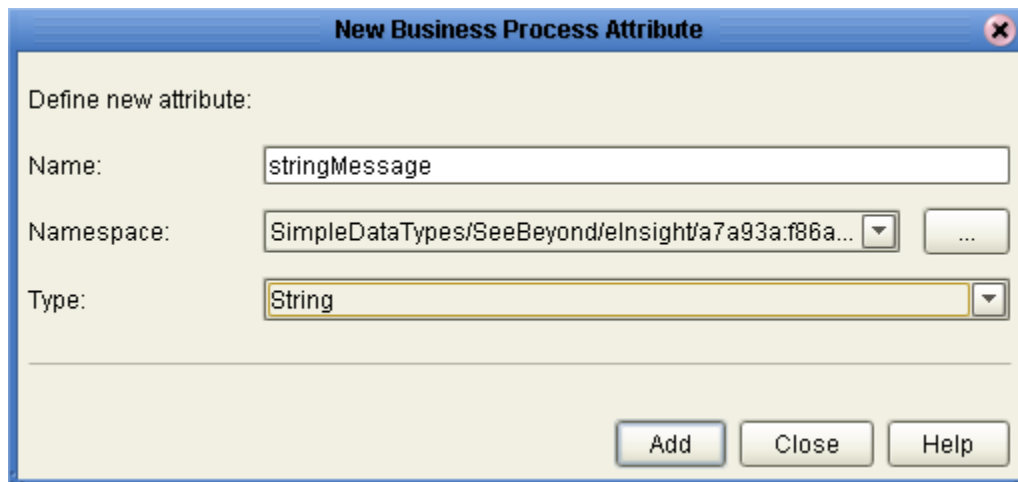 New Business Process Attribute
Define new attribute:
Name: stringMessage
Namespace: SimpleDataTypes/SeeBeyond/eInsight/a7a93a:f86a... ...
Type: String
Add Close Help